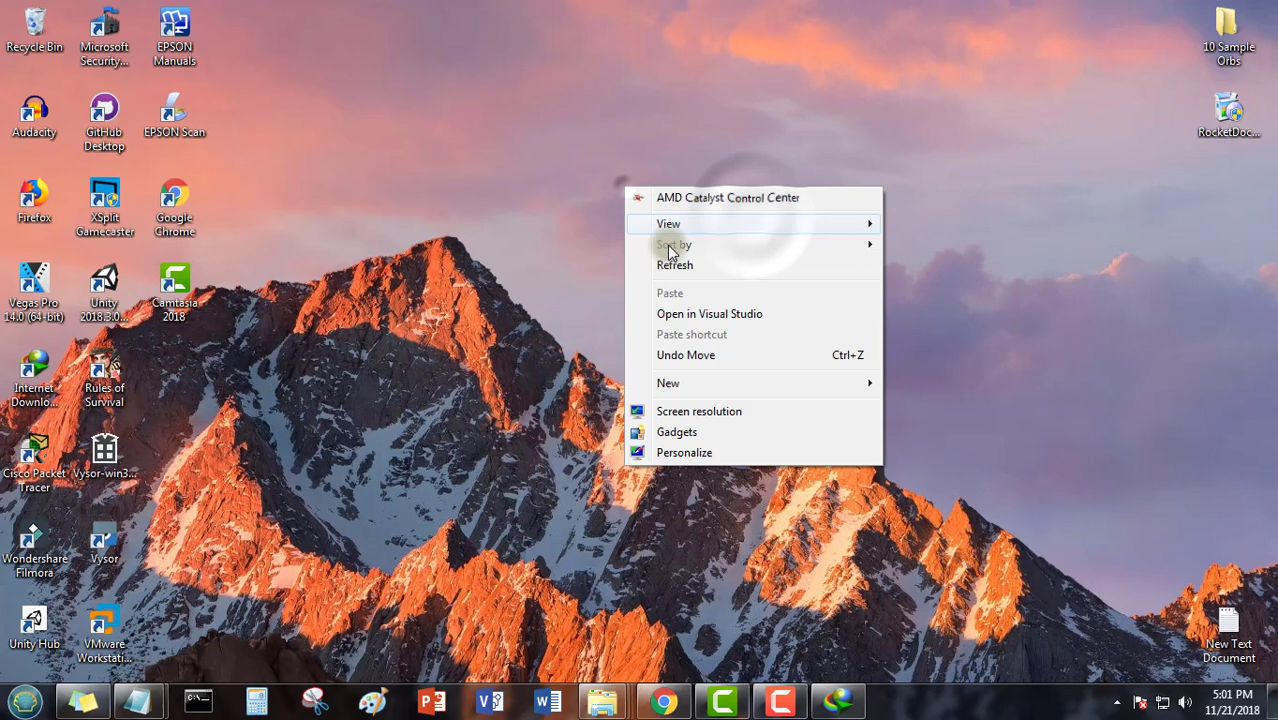 Recycle Bin
Microsoft
Security...
EPSON
Manuals
Audacity
GitHub
Desktop
EPSON Scan
Firefox
XSplit
Gamecaster
Google
Chrome
Vegas Pro
14.0 (64-bit)
Unity
2018.3.0...
Camtasia
2018
Internet
Downlo...
Rules of
Survival
Cisco Packet
Tracer
Vysor-win3...
Wondershare
Filmora
Vysor
Unity Hub
VMware
Workstati...
10 Sample
Orbs
RocketDoc...
New Text
Document
AMD Catalyst Control Center
View
Sort by
Refresh
Paste
Open in Visual Studio
Paste shortcut
Undo Move Ctrl+Z
New
Screen resolution
Gadgets
Personalize
5:01 PM
11/21/2018